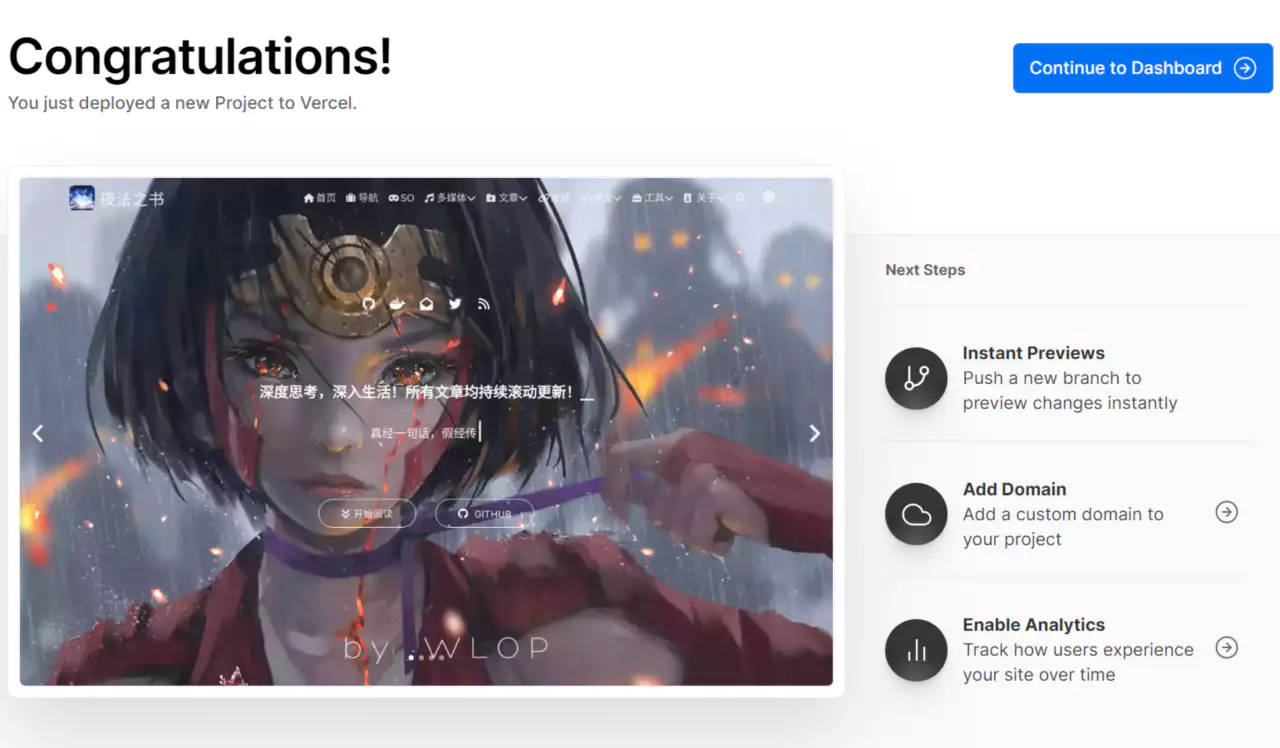 Congratulations!
You just deployed a new Project to Vercel.
Continue to Dashboard
夜法之书
首页 导航 SO 多媒体 文章 工具 关于
深度思考，深入生活！所有文章均持续滚动更新！__
真经一句话，假经传|
开始阅读 GITHUB
by WLOP
Next Steps
Instant Previews
Push a new branch to
preview changes instantly
Add Domain
Add a custom domain to
your project
Enable Analytics
Track how users experience
your site over time